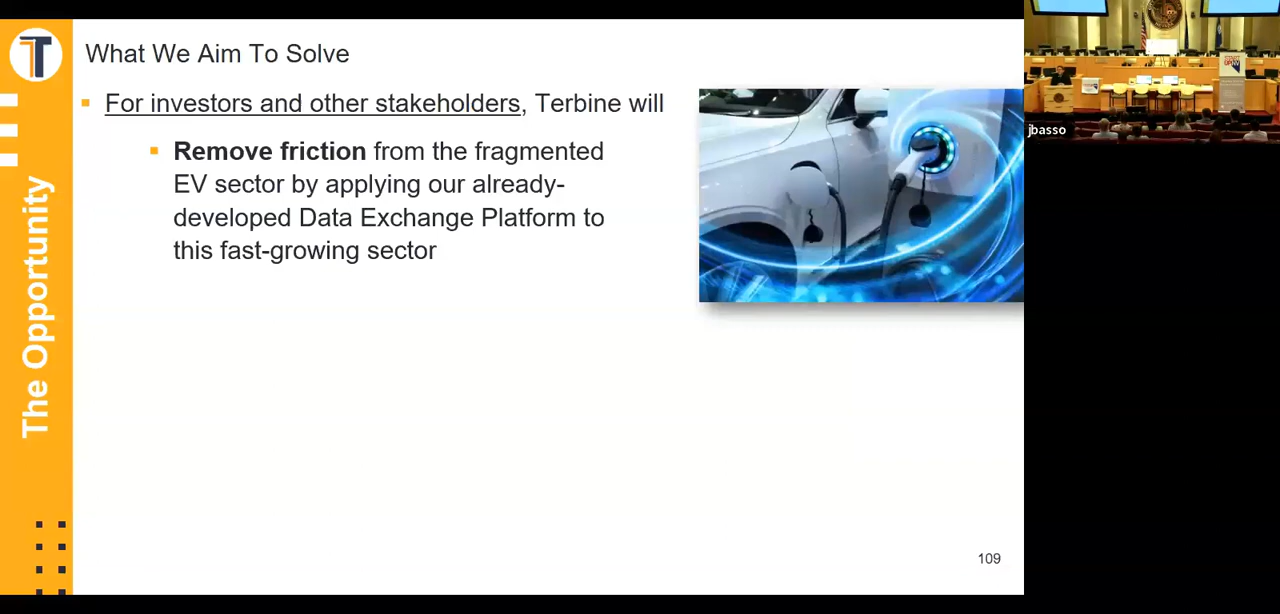 What We Aim To Solve
For investors and other stakeholders, Terbine will
Remove friction from the fragmented
EV sector by applying our already-
developed Data Exchange Platform to
this fast-growing sector
The Opportunity
109
jbasso